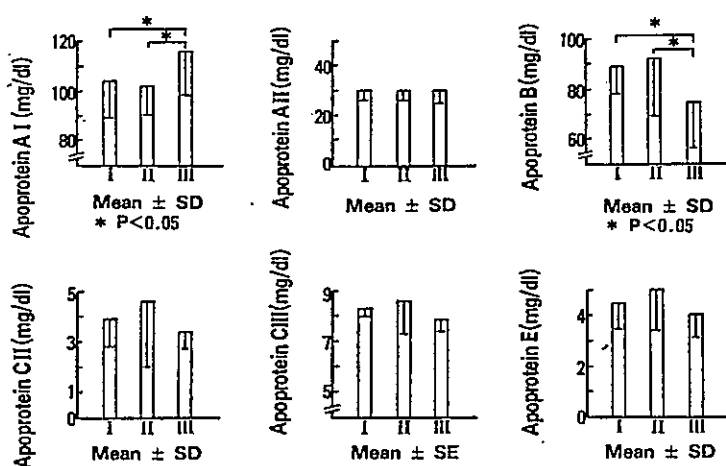 Apoprotein A I (mg/dl)
120
100
80
*
*
I II III
Mean ± SD
* P<0.05
Apoprotein AII (mg/dl)
40
20
0
I II III
Mean ± SD
Apoprotein B (mg/dl)
100
80
60
*
*
I II III
Mean ± SD
* P<0.05
Apoprotein CII (mg/dl)
5
3
1
0
I II III
Mean ± SD
Apoprotein CIII (mg/dl)
9
7
5
I II III
Mean ± SE
Apoprotein E (mg/dl)
4
2
0
I II III
Mean ± SD